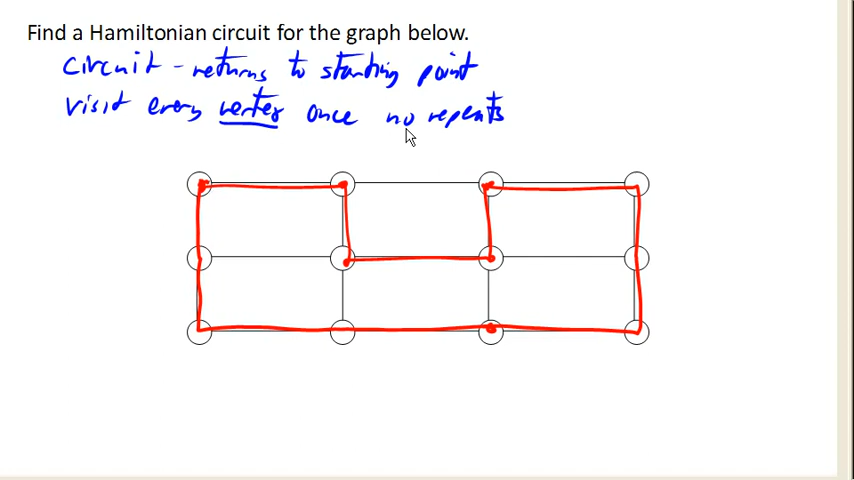 Find a Hamiltonian circuit for the graph below.
circuit - returns to starting point
visit every vertex once no repeats